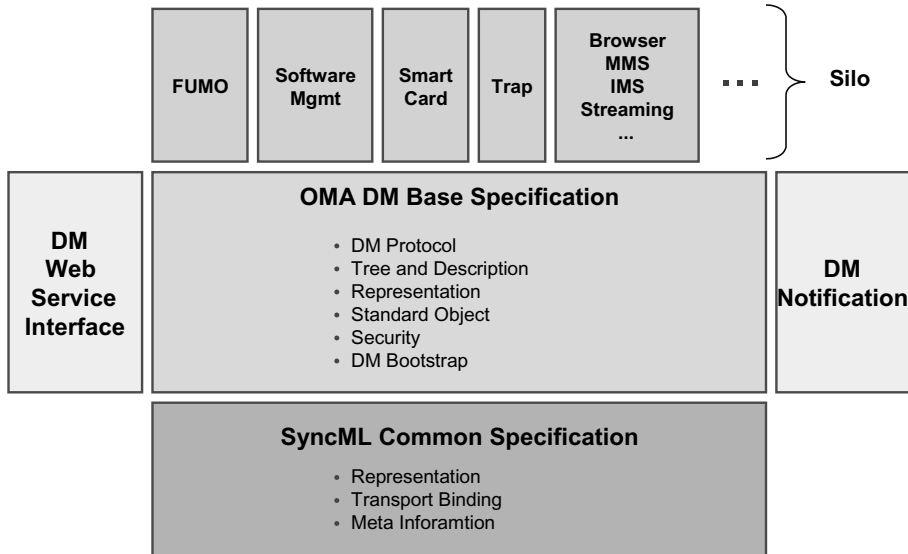 FUMO
Software
Mgmt
Smart
Card
Trap
Browser
MMS
IMS
Streaming
...
...
Silo
DM
Web
Service
Interface
OMA DM Base Specification
• DM Protocol
• Tree and Description
• Representation
• Standard Object
• Security
• DM Bootstrap
DM
Notification
SyncML Common Specification
• Representation
• Transport Binding
• Meta Inforamtion